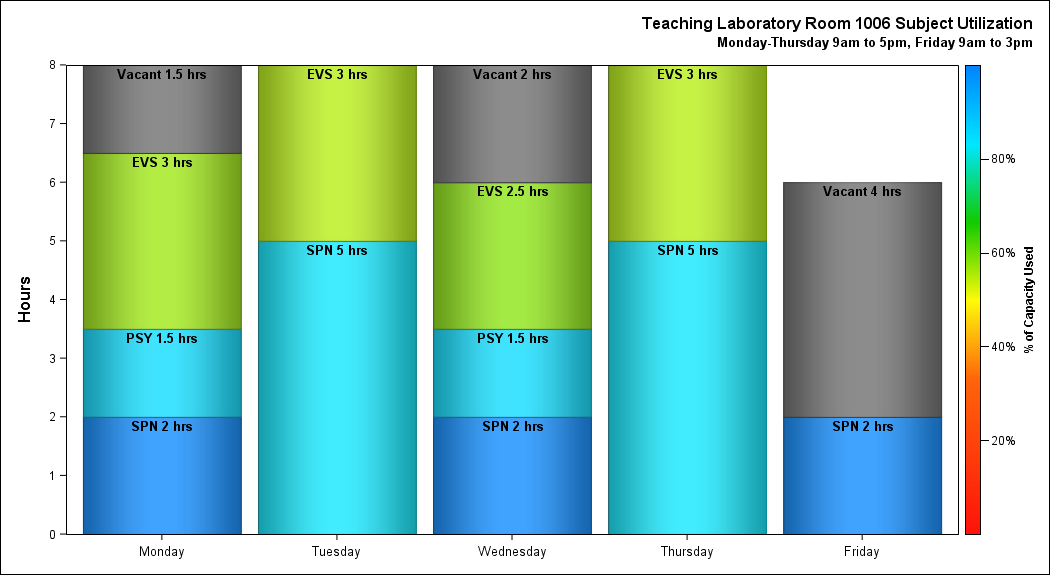 Teaching Laboratory Room 1006 Subject Utilization
Monday-Thursday 9am to 5pm, Friday 9am to 3pm
Hours
8
7
6
5
4
3
2
1
0
Vacant 1.5 hrs
EVS 3 hrs
PSY 1.5 hrs
SPN 2 hrs
EVS 3 hrs
SPN 5 hrs
Vacant 2 hrs
EVS 2.5 hrs
PSY 1.5 hrs
SPN 2 hrs
EVS 3 hrs
SPN 5 hrs
Vacant 4 hrs
SPN 2 hrs
Monday
Tuesday
Wednesday
Thursday
Friday
80%
60%
40%
20%
% of Capacity Used